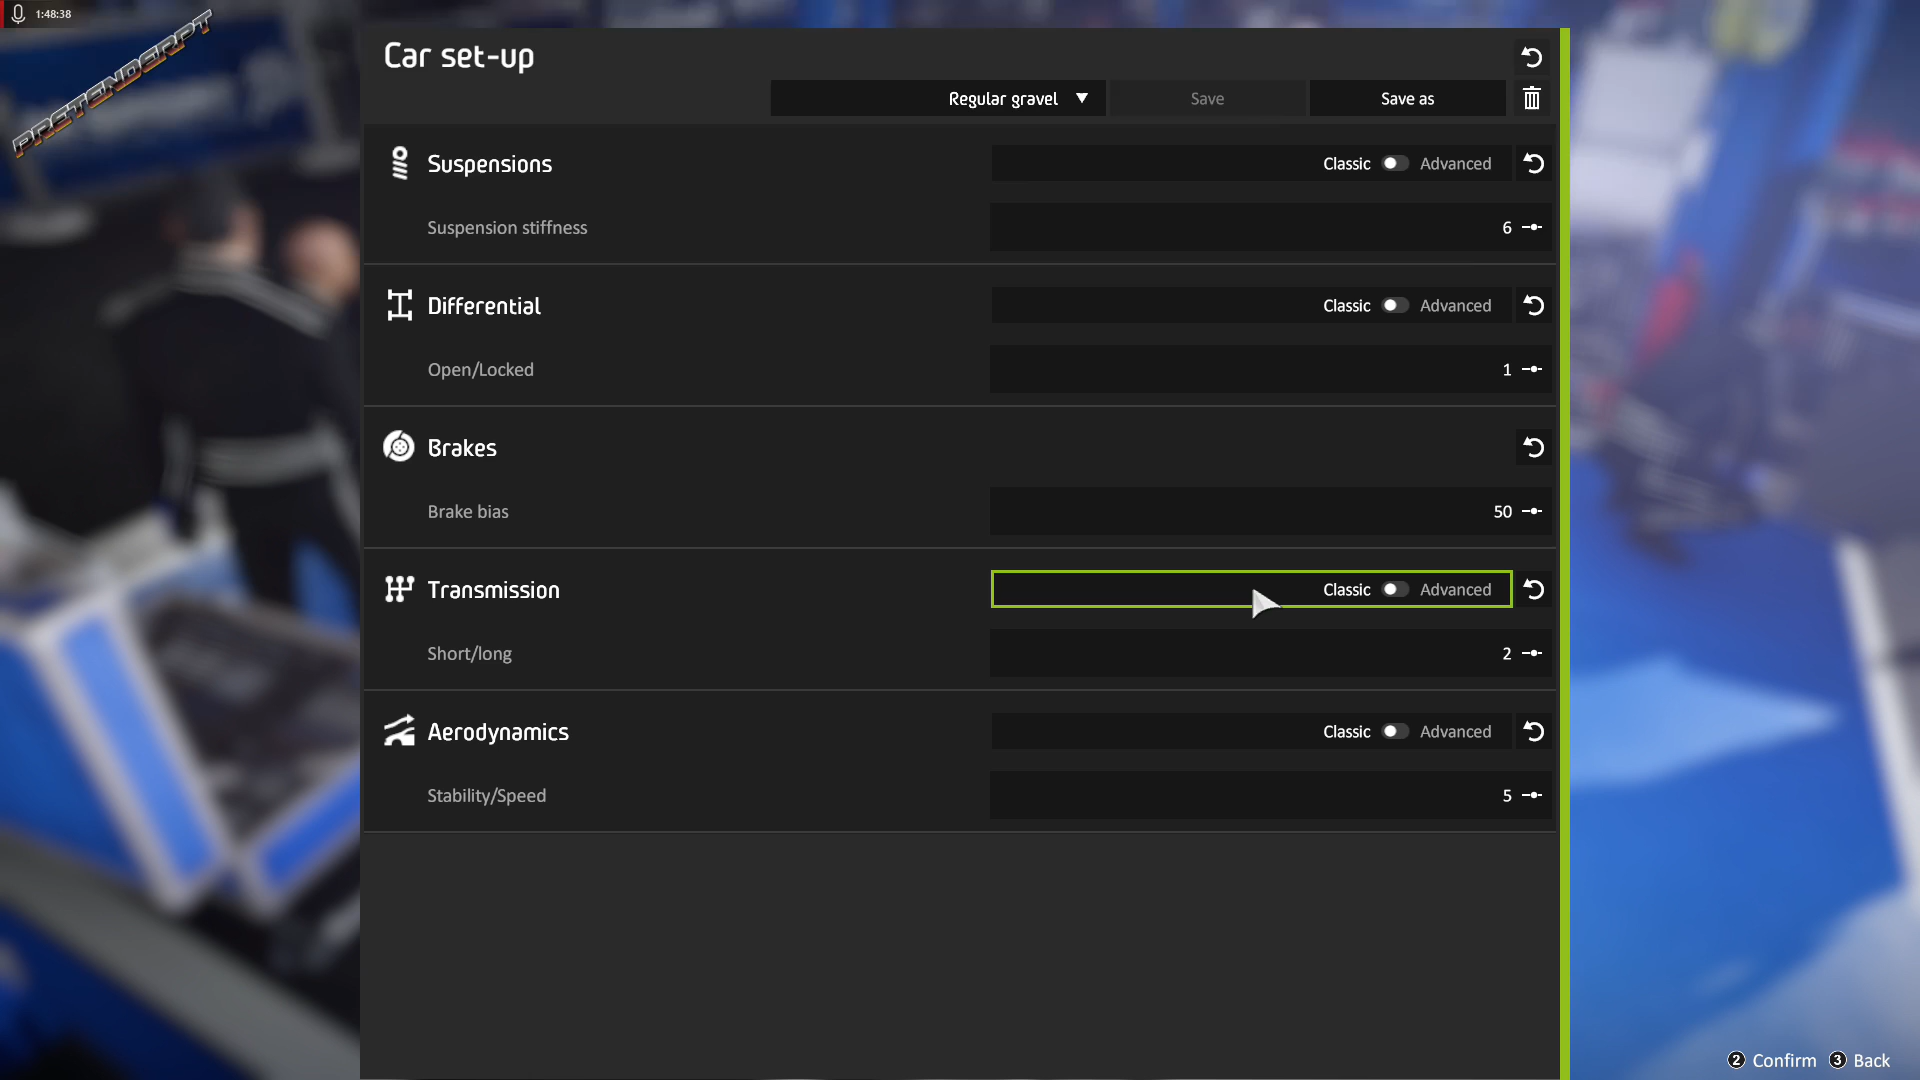 1:48:38
PRETENDERPT
Car set-up
Regular gravel
Save
Save as
Suspensions
Classic
Advanced
Suspension stiffness
6
Differential
Classic
Advanced
Open/Locked
1
Brakes
Brake bias
50
Transmission
Classic
Advanced
Short/long
2
Aerodynamics
Classic
Advanced
Stability/Speed
5
2 Confirm 3 Back